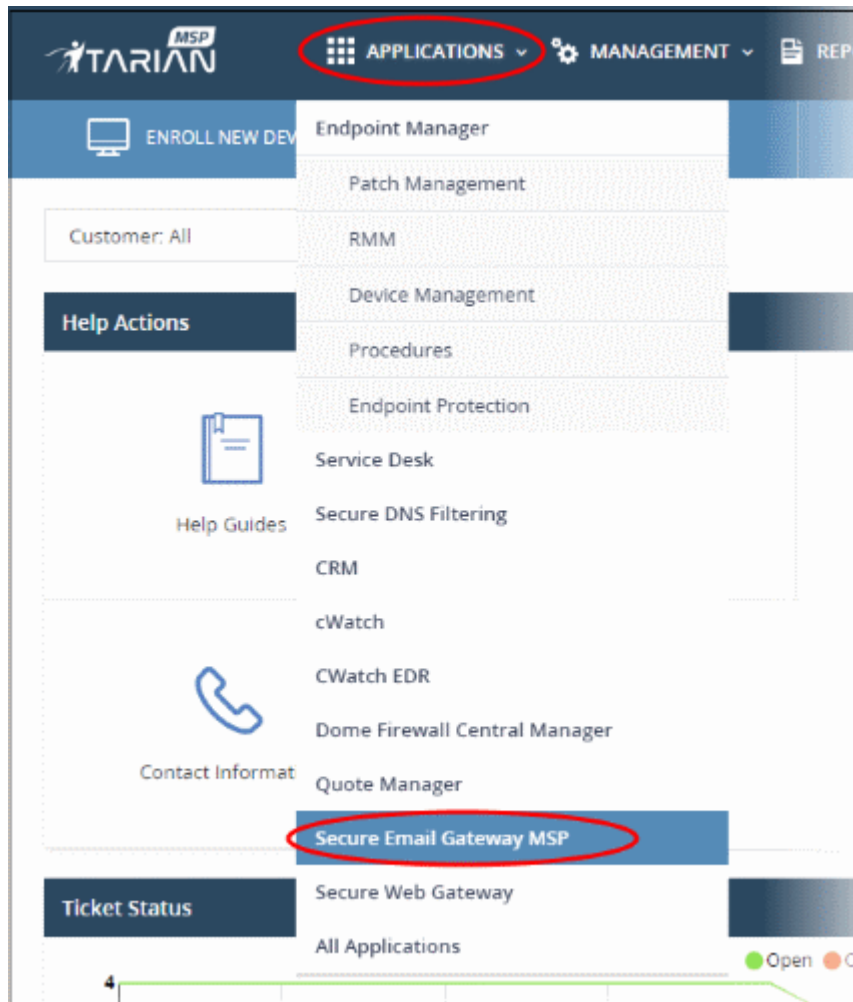 ITARIAN MSP
APPLICATIONS
MANAGEMENT
ENROLL NEW
Endpoint Manager
Patch Management
Customer: All
RMM
Device Management
Help Actions
Procedures
Endpoint Protection
Service Desk
Help Guides
Secure DNS Filtering
CRM
cWatch
CWatch EDR
Dome Firewall Central Manager
Contact
Quote Manager
Secure Email Gateway MSP
Ticket Status
Secure Web Gateway
All Applications
Open
4